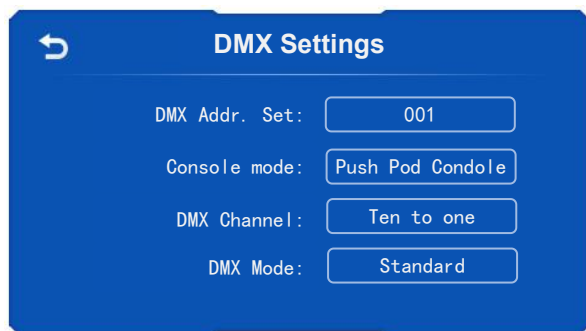 DMX Settings
DMX Addr. Set: 001
Console mode: Push Pod Condole
DMX Channel: Ten to one
DMX Mode: Standard